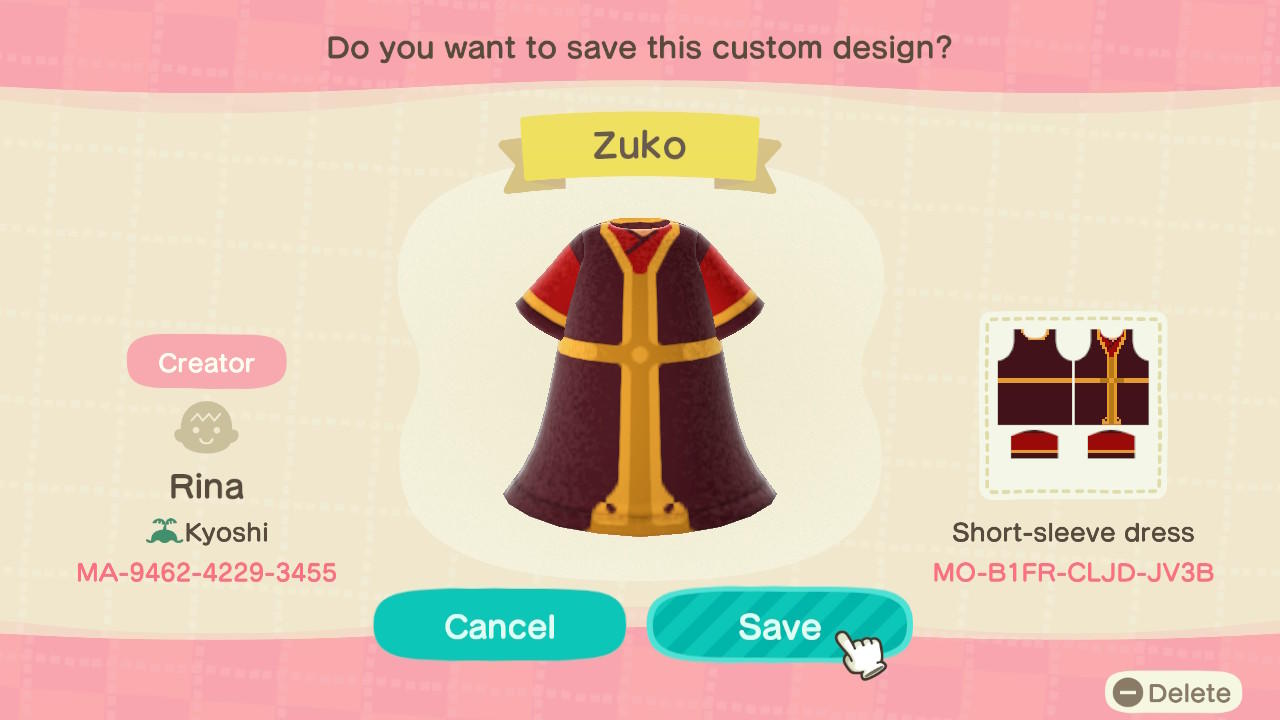 Do you want to save this custom design?
Zuko
Creator
Rina
Kyoshi
MA-9462-4229-3455
Short-sleeve dress
MO-B1FR-CLJD-JV3B
Cancel
Save
Delete